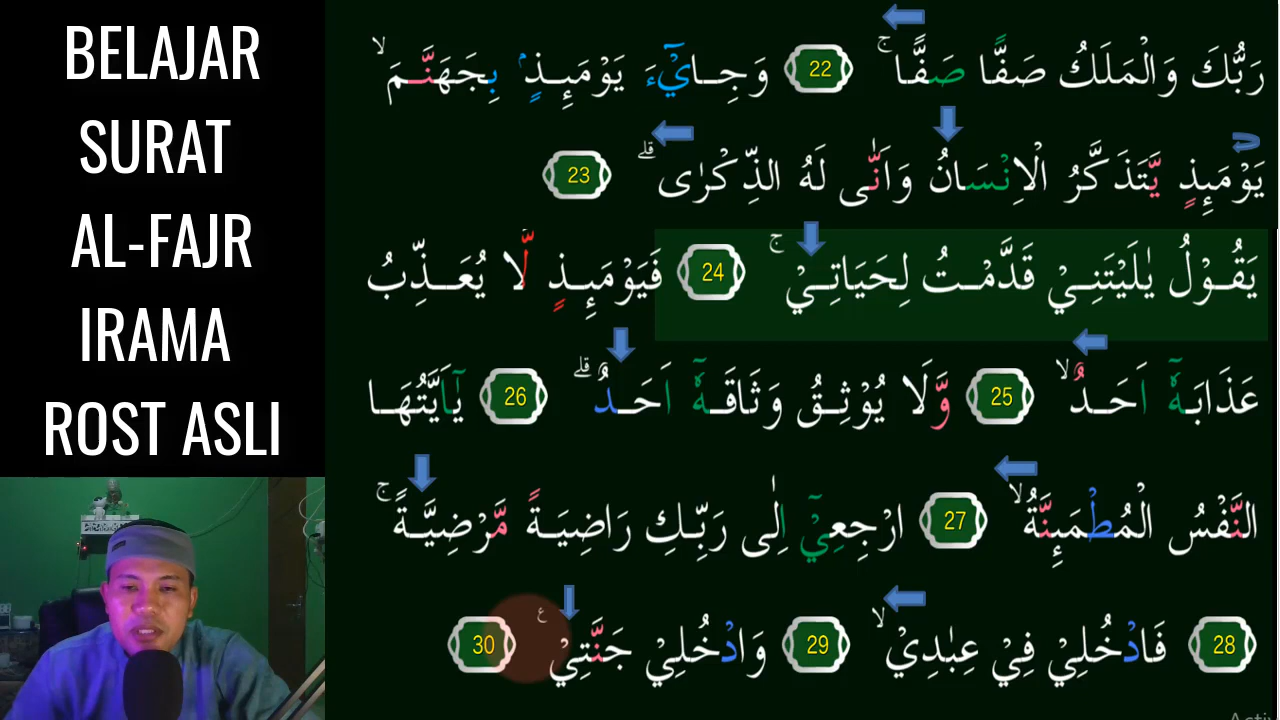 BELAJAR
SURAT
AL-FAJR
IRAMA
ROST ASLI
رَبُّكَ وَالْمَلَكُ صَفًّا صَفًّاۚ 22 وَجِايْۤءَ يَوْمَىِٕذٍۢ بِجَهَنَّمَۙ
يَوْمَىِٕذٍ يَّتَذَكَّرُ الْاِنْسَانُ وَاَنّٰى لَهُ الذِّكْرٰىۗ 23
يَقُوْلُ يٰلَيْتَنِيْ قَدَّمْتُ لِحَيَاتِيْۚ 24 فَيَوْمَىِٕذٍ لَّا يُعَذِّبُ
عَذَابَهٗٓ اَحَدٌۙ 25 وَّلَا يُوْثِقُ وَثَاقَهٗٓ اَحَدٌۗ 26 يٰٓاَيَّتُهَا
النَّفْسُ الْمُطْمَىِٕنَّةُۙ 27 ارْجِعِيْٓ اِلٰى رَبِّكِ رَاضِيَةً مَّرْضِيَّةًۚ
28 فَادْخُلِيْ فِيْ عِبٰدِيْۙ 29 وَادْخُلِيْ جَنَّتِيْ ع 30